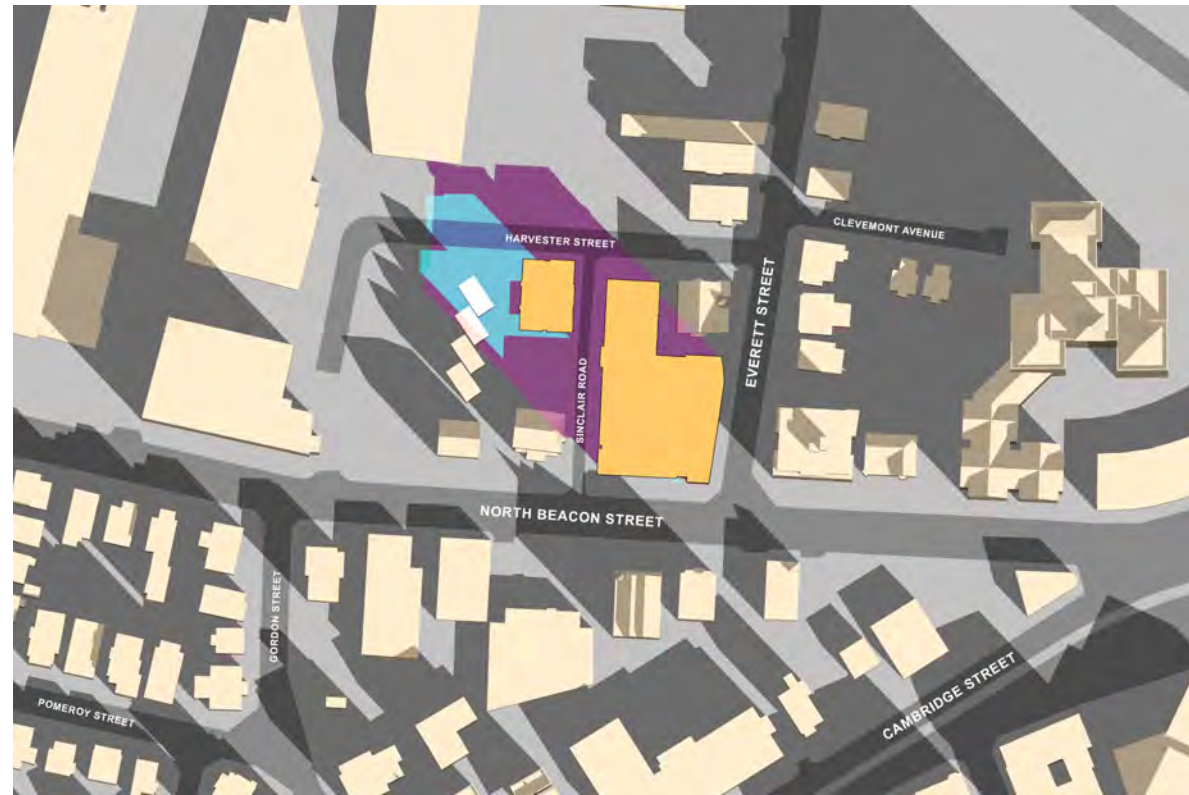 CLEVEMONT AVENUE
HARVESTER STREET
EVERETT STREET
SINCLAIR ROAD
NORTH BEACON STREET
GORDON STREET
CAMBRIDGE STREET
POMEROY STREET